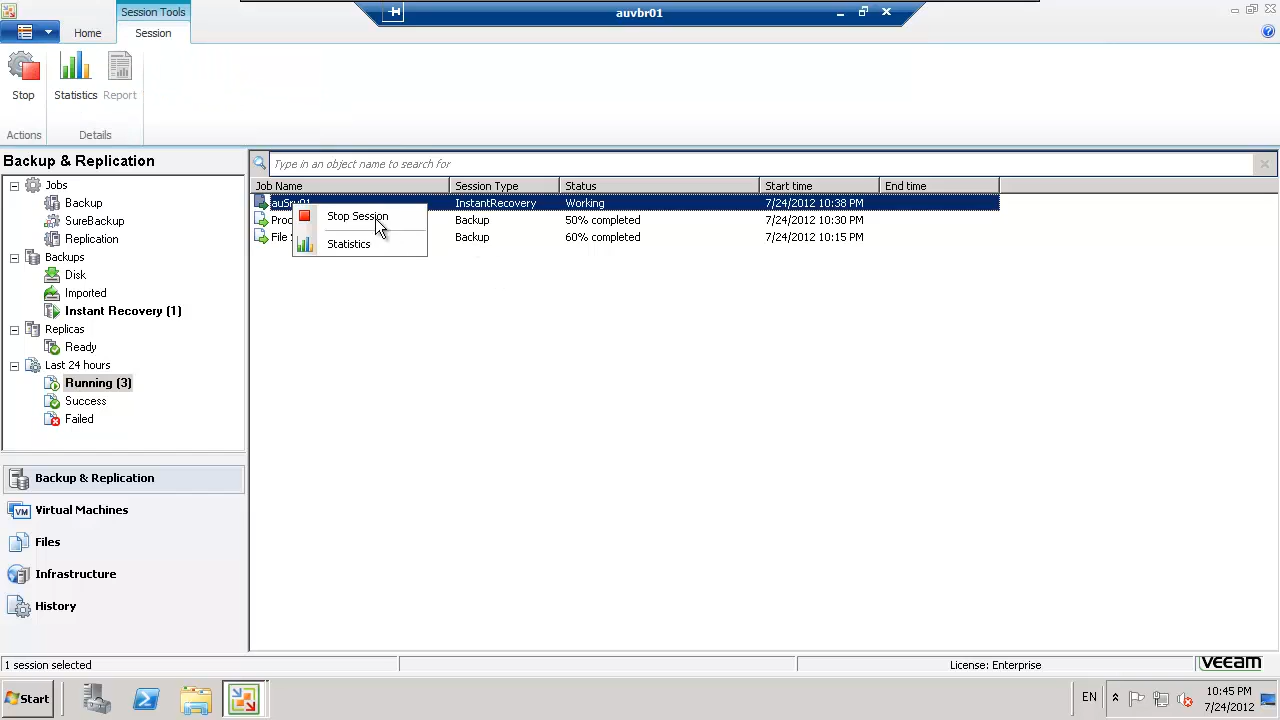 Session Tools
auvbr01
Home
Session
Stop
Statistics
Report
Actions
Details
Backup & Replication
Type in an object name to search for
Jobs
Backup
SureBackup
Replication
Backups
Disk
Imported
Instant Recovery (1)
Replicas
Ready
Last 24 hours
Running (3)
Success
Failed
Job Name Session Type Status Start time End time
InstantRecovery Working 7/24/2012 10:38 PM
Backup 50% completed 7/24/2012 10:30 PM
File Backup 60% completed 7/24/2012 10:15 PM
Stop Session
Statistics
Backup & Replication
Virtual Machines
Files
Infrastructure
History
1 session selected
License: Enterprise
veeam
Start
EN
10:45 PM
7/24/2012